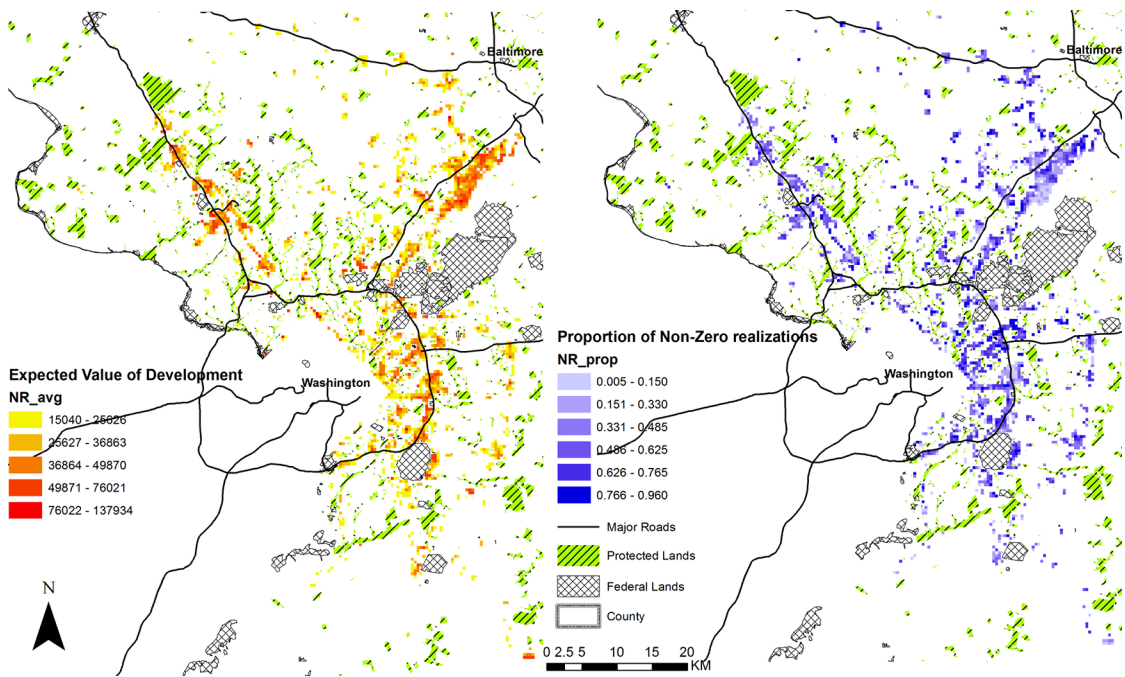 Baltimore
Washington
Expected Value of Development
NR_avg
15040 - 25626
25627 - 36863
36864 - 49870
49871 - 76021
76022 - 137934
N
Baltimore
Washington
Proportion of Non-Zero realizations
NR_prop
0.005 - 0.150
0.151 - 0.330
0.331 - 0.485
0.486 - 0.625
0.626 - 0.765
0.766 - 0.960
Major Roads
Protected Lands
Federal Lands
County
0 2.5 5 10 15 20
KM